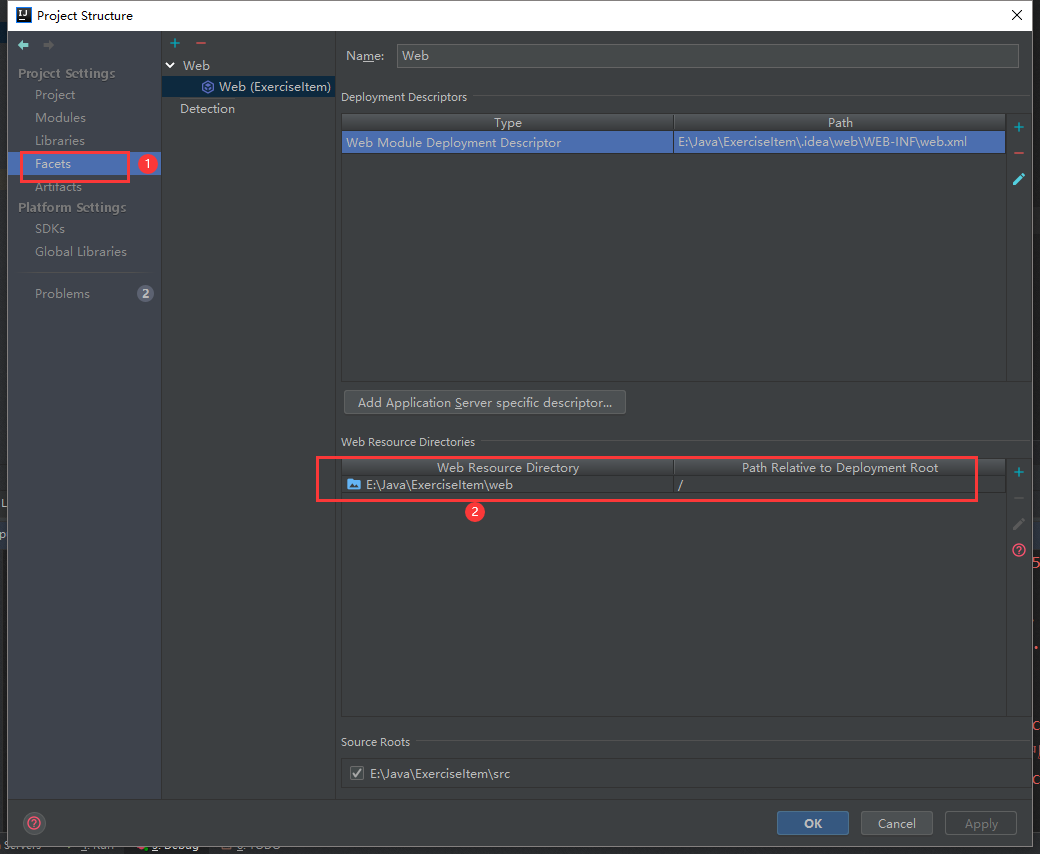 Project Structure
Project Settings
Project
Modules
Libraries
Facets
1
Artifacts
Platform Settings
SDKs
Global Libraries
Problems
2
Web
Web (ExerciseItem)
Detection
Name:
Web
Deployment Descriptors
Type
Path
Web Module Deployment Descriptor
E:\Java\ExerciseItem\.idea\web\WEB-INF\web.xml
Add Application Server specific descriptor...
Web Resource Directories
Web Resource Directory
Path Relative to Deployment Root
E:\Java\ExerciseItem\web
/
2
Source Roots
E:\Java\ExerciseItem\src
OK
Cancel
Apply